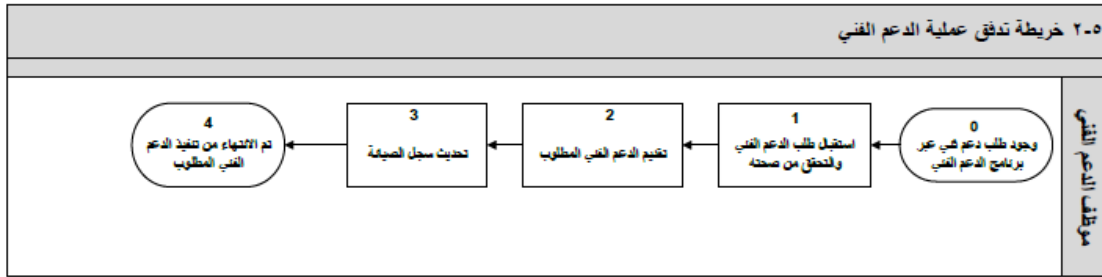 ٢-٥ خريطة تدفق عملية الدعم الفني
موظف الدعم الفني
0
وجود طلب دعم فني عبر
برنامج الدعم الفني
1
استقبال طلب الدعم الفني
والتحقق من صحته
2
تقديم الدعم الفني المطلوب
3
تحديث سجل الصيانة
4
تم الانتهاء من تنفيذ الدعم
الفني المطلوب